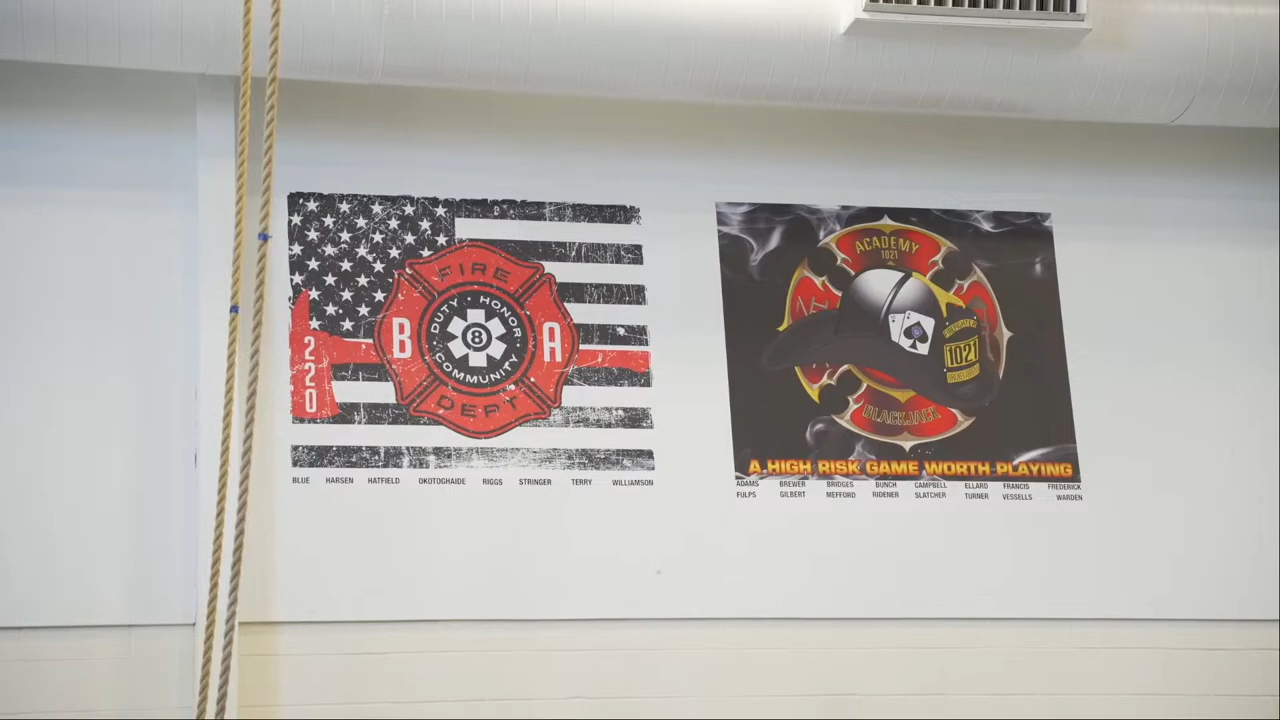 FIRE
DUTY • HONOR
B 8 A
220
COMMUNITY
DEPT
BLUE HARSEN HATFIELD OKOTOGHAIDE RIGGS STRINGER TERRY WILLIAMSON
ACADEMY
1021
A A
FIREFIGHTER
1021
BLACKJACK
A HIGH RISK GAME WORTH PLAYING
ADAMS BREWER BRIDGES BUNCH CAMPBELL ELLARD FRANCIS FREDERICK
FULPS GILBERT MEFFORD RIDENER SLATCHER TURNER VESSELLS WARDEN